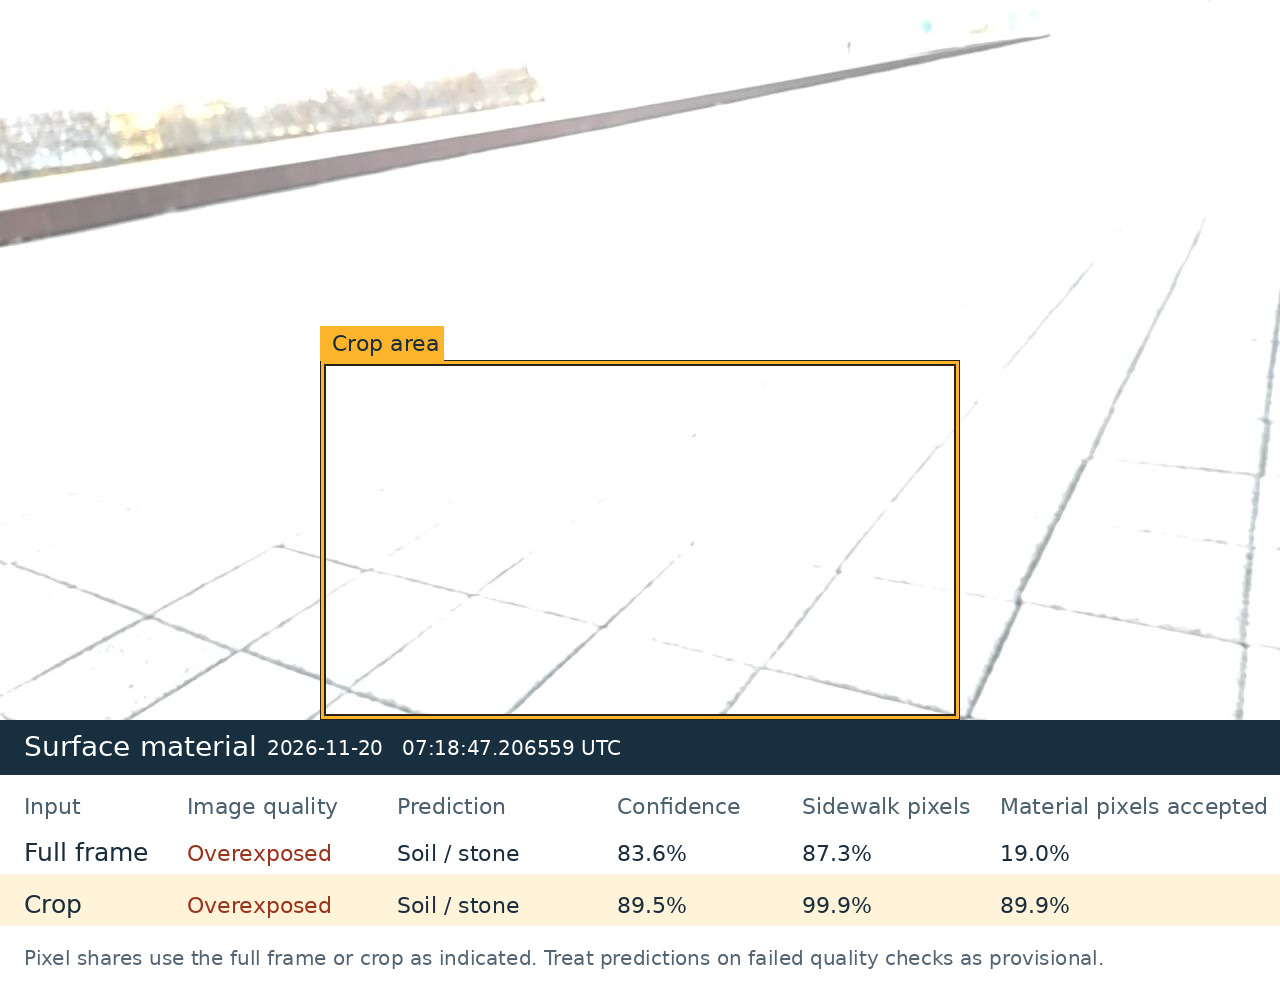 Crop area
Surface material 2026-11-20 07:18:47.206559 UTC
Input Image quality Prediction Confidence Sidewalk pixels Material pixels accepted
Full frame Overexposed Soil / stone 83.6% 87.3% 19.0%
Crop Overexposed Soil / stone 89.5% 99.9% 89.9%
Pixel shares use the full frame or crop as indicated. Treat predictions on failed quality checks as provisional.